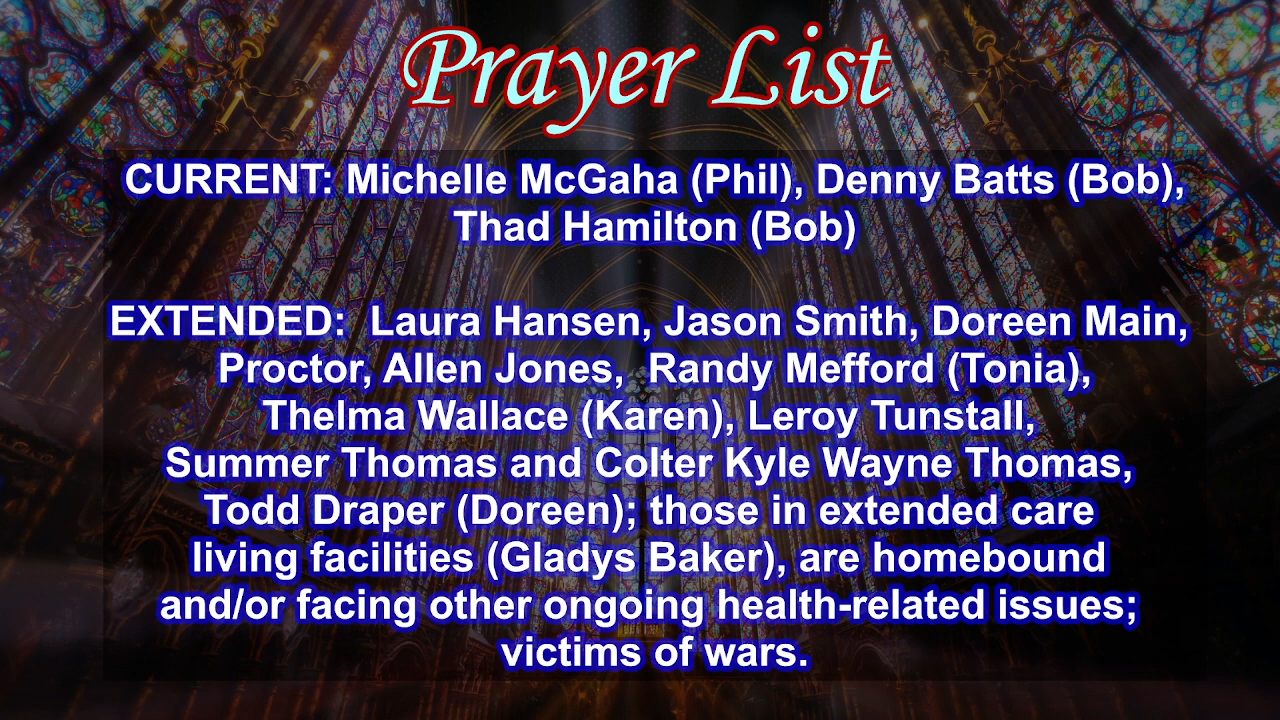 Prayer List
CURRENT: Michelle McGaha (Phil), Denny Batts (Bob),
Thad Hamilton (Bob)
EXTENDED:  Laura Hansen, Jason Smith, Doreen Main,
Proctor, Allen Jones,  Randy Mefford (Tonia),
Thelma Wallace (Karen), Leroy Tunstall,
Summer Thomas and Colter Kyle Wayne Thomas,
Todd Draper (Doreen); those in extended care
living facilities (Gladys Baker), are homebound
and/or facing other ongoing health-related issues;
victims of wars.